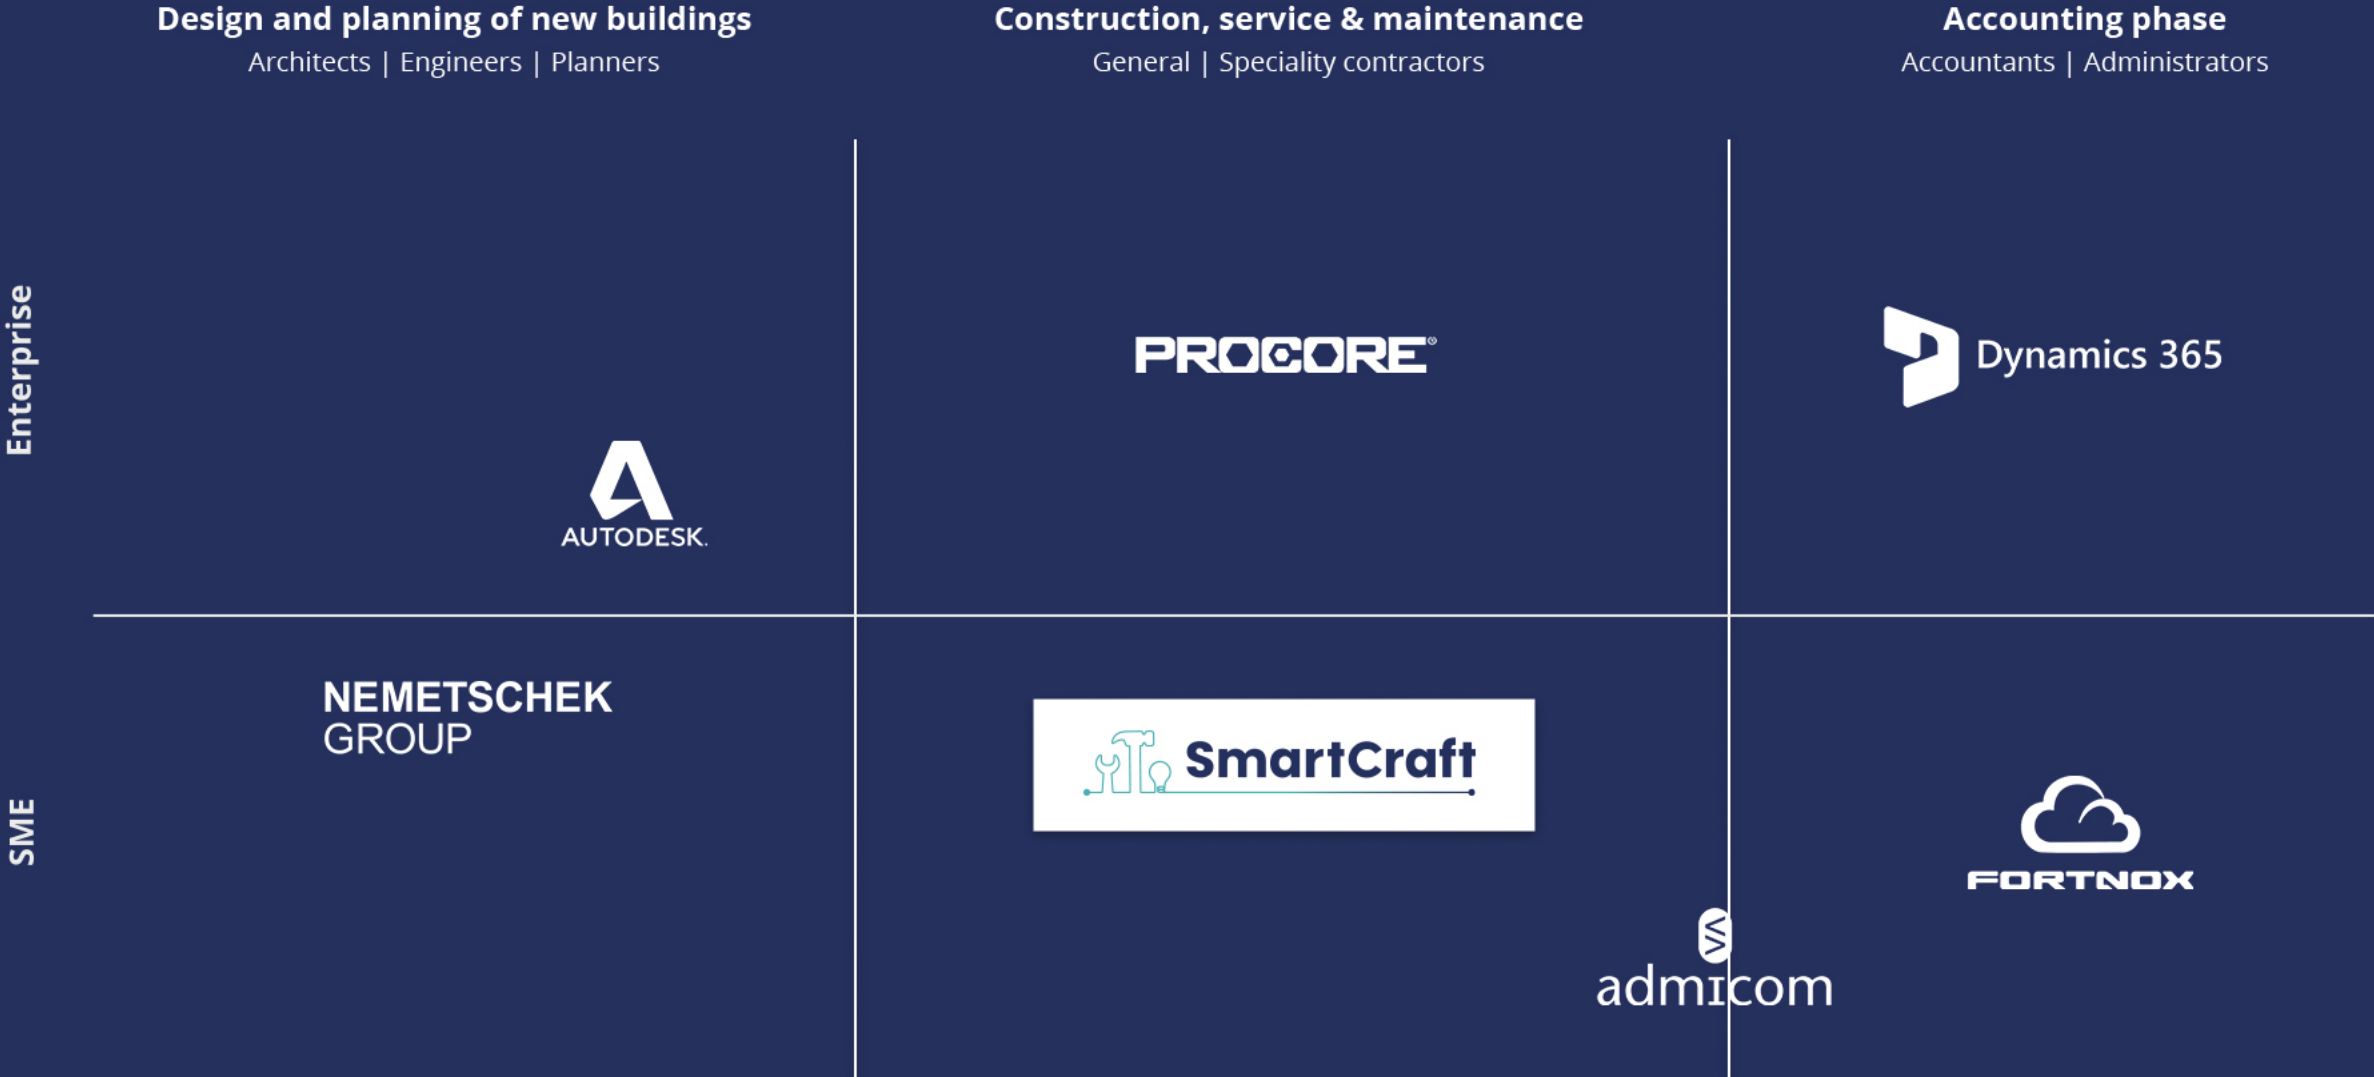 Design and planning of new buildings
Architects | Engineers | Planners
Construction, service & maintenance
General | Speciality contractors
Accounting phase
Accountants | Administrators
Enterprise
AUTODESK.
PROCORE®
Dynamics 365
SME
NEMETSCHEK
GROUP
SmartCraft
FORTNOX
admicom